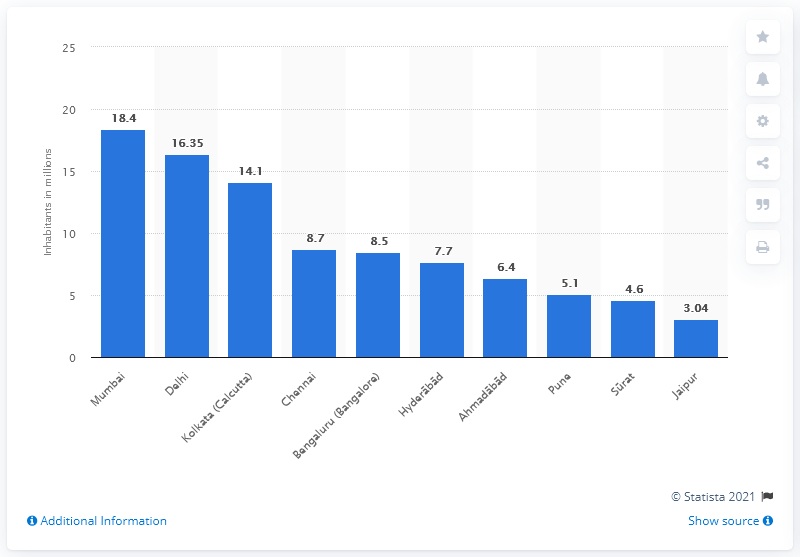 25
20
15
10
5
0
Inhabitants in millions
18.4
16.35
14.1
8.7
8.5
7.7
6.4
5.1
4.6
3.04
Mumbai
Delhi
Kolkata (Calcutta)
Chennai
Bengaluru (Bangalore)
Hyderābād
Ahmadābād
Pune
Sūrat
Jaipur
© Statista 2021
Additional Information
Show source